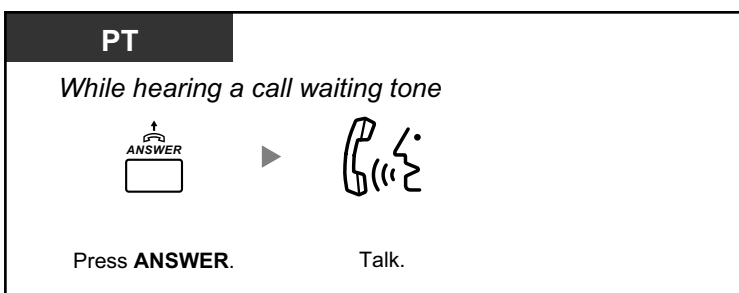 PT
While hearing a call waiting tone
ANSWER
Press ANSWER.
Talk.